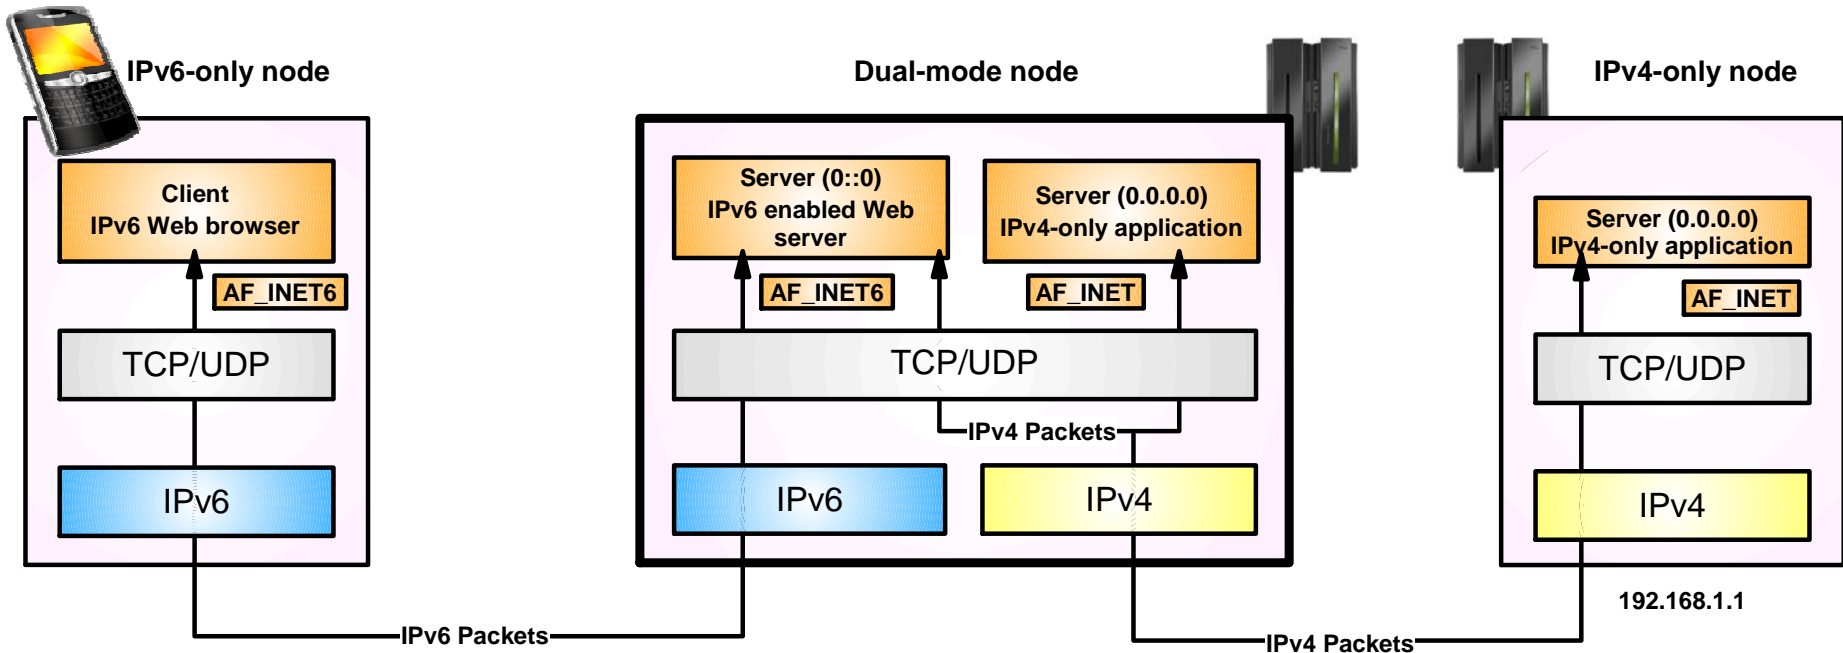 IPv6-only node
Dual-mode node
IPv4-only node
Client
IPv6 Web browser
AF_INET6
TCP/UDP
IPv6
Server (0::0)
IPv6 enabled Web
server
AF_INET6
Server (0.0.0.0)
IPv4-only application
AF_INET
TCP/UDP
IPv4 Packets
IPv6
IPv4
Server (0.0.0.0)
IPv4-only application
AF_INET
TCP/UDP
IPv4
192.168.1.1
IPv6 Packets
IPv4 Packets